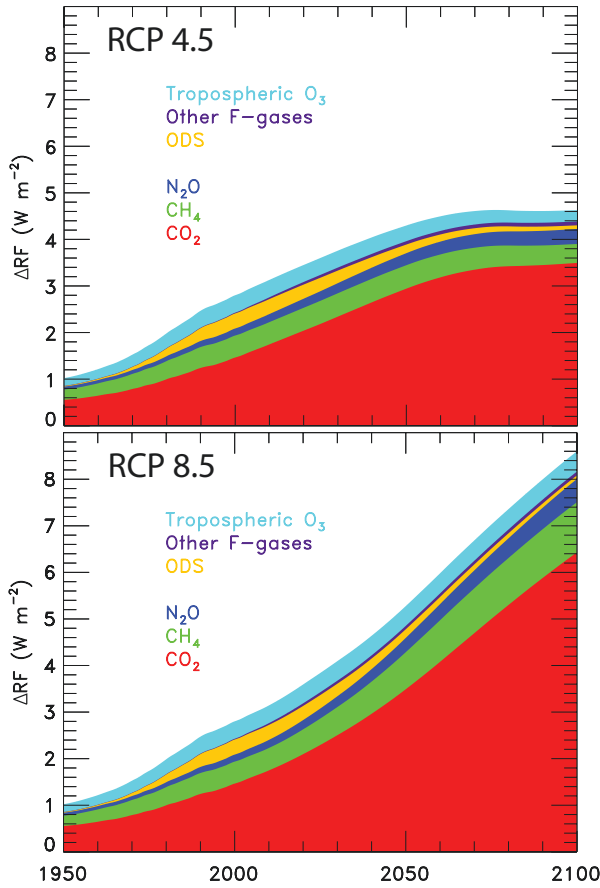 RCP 4.5
8
7
6
5
4
3
2
1
0
ΔRF (W m⁻²)
Tropospheric O₃
Other F-gases
ODS
N₂O
CH₄
CO₂
RCP 8.5
8
7
6
5
4
3
2
1
0
ΔRF (W m⁻²)
Tropospheric O₃
Other F-gases
ODS
N₂O
CH₄
CO₂
1950 2000 2050 2100